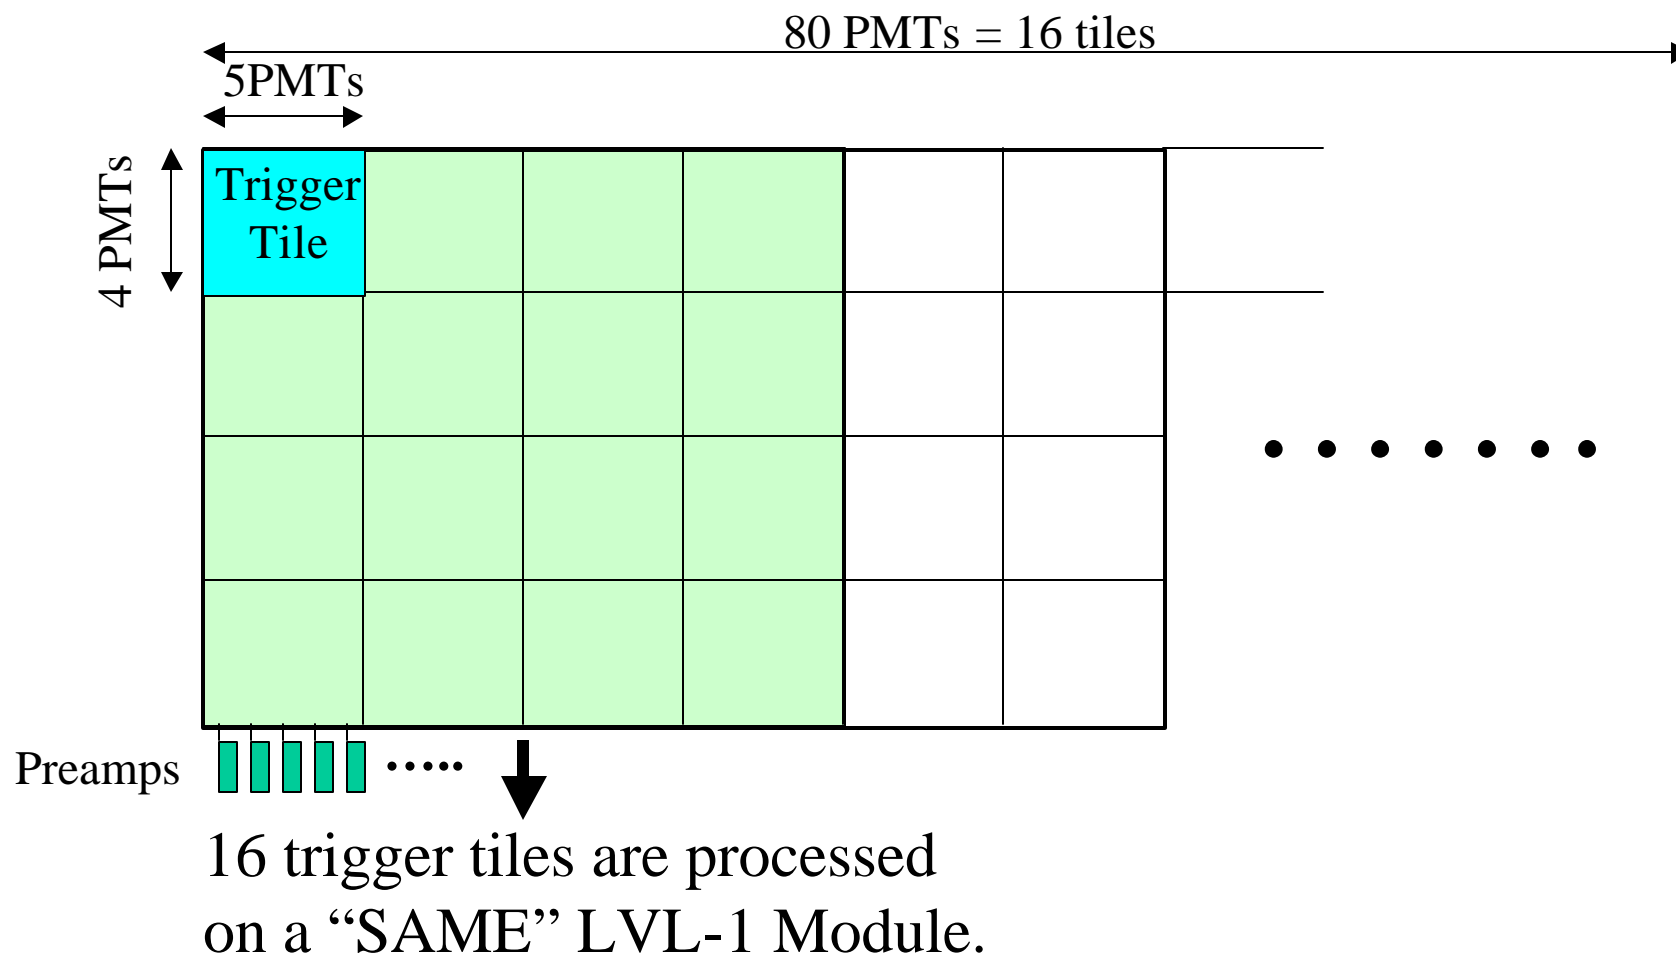 80 PMTs = 16 tiles
5PMTs
4 PMTs
Trigger
Tile
Preamps
16 trigger tiles are processed
on a “SAME” LVL-1 Module.